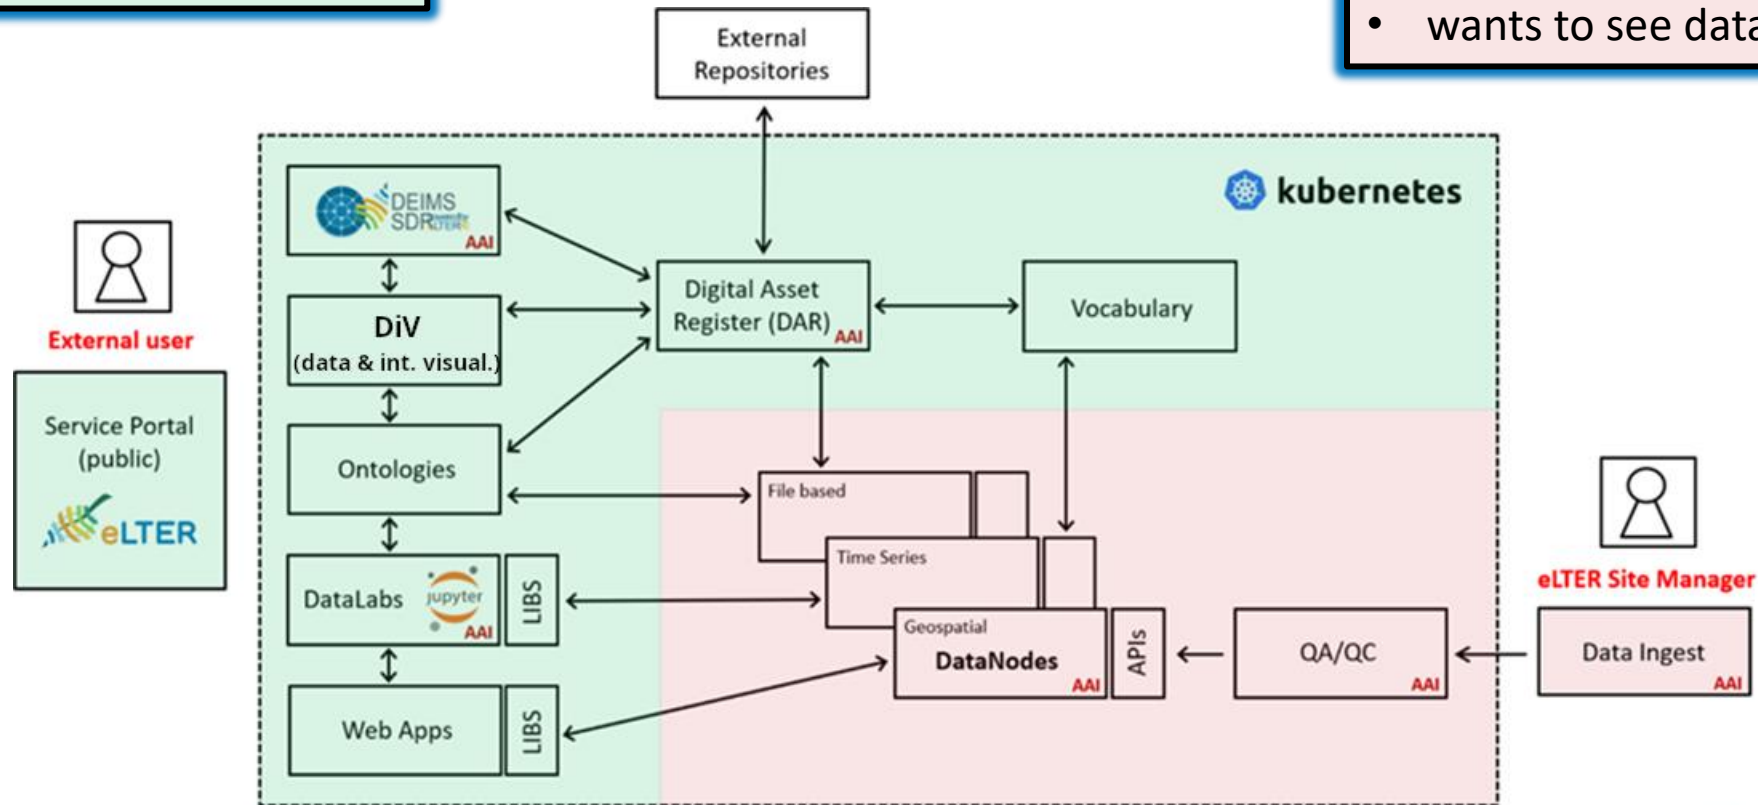 • wants to see data
External
Repositories
kubernetes
DEIMS
SDR
AAI
Digital Asset
Register (DAR)
AAI
Vocabulary
External user
DiV
(data & int. visual.)
Service Portal
(public)
eLTER
Ontologies
File based
Time Series
Geospatial
DataNodes
AAI
APIs
QA/QC
AAI
eLTER Site Manager
Data Ingest
AAI
DataLabs
jupyter
AAI
LIBS
Web Apps
LIBS